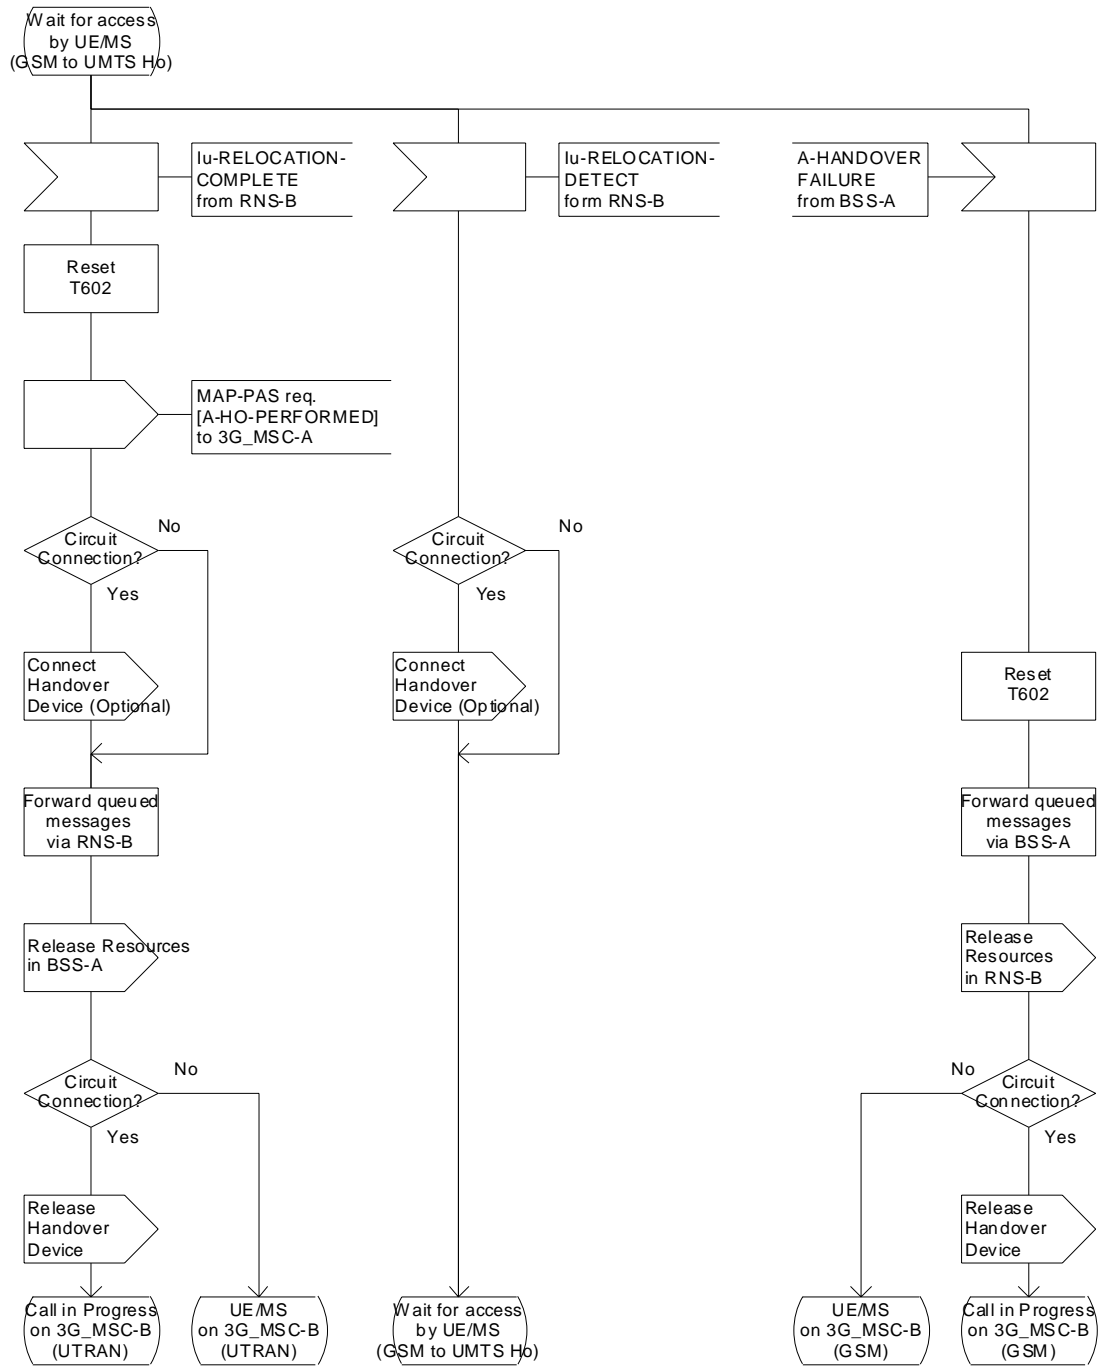 Wait for access
by UE/MS
(GSM to UMTS Ho)
Iu-RELOCATION-
COMPLETE
from RNS-B
Iu-RELOCATION-
DETECT
form RNS-B
A-HANDOVER
FAILURE
from BSS-A
Reset
T602
MAP-PAS req.
[A-HO-PERFORMED]
to 3G_MSC-A
No
Circuit
Connection?
Yes
No
Circuit
Connection?
Yes
Connect
Handover
Device (Optional)
Connect
Handover
Device (Optional)
Reset
T602
Forward queued
messages
via RNS-B
Forward queued
messages
via BSS-A
Release Resources
in BSS-A
Release
Resources
in RNS-B
No
Circuit
Connection?
Yes
No
Circuit
Connection?
Yes
Release
Handover
Device
Release
Handover
Device
Call in Progress
on 3G_MSC-B
(UTRAN)
UE/MS
on 3G_MSC-B
(UTRAN)
Wait for access
by UE/MS
(GSM to UMTS Ho)
UE/MS
on 3G_MSC-B
(GSM)
Call in Progress
on 3G_MSC-B
(GSM)